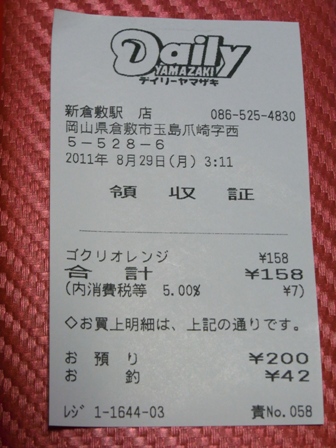 Daily
YAMAZAKI
デイリーヤマザキ
新倉敷駅 店 086-525-4830
岡山県倉敷市玉島爪崎字西
5-528-6
2011年 8月29日(月) 3:11
領 収 証
ゴクリオレンジ ¥158
合 計 ¥158
(内消費税等 5.00% ¥7)
◇お買上明細は、上記の通りです。
お 預 り ¥200
お 釣 ¥42
レジ 1-1644-03 責No.058